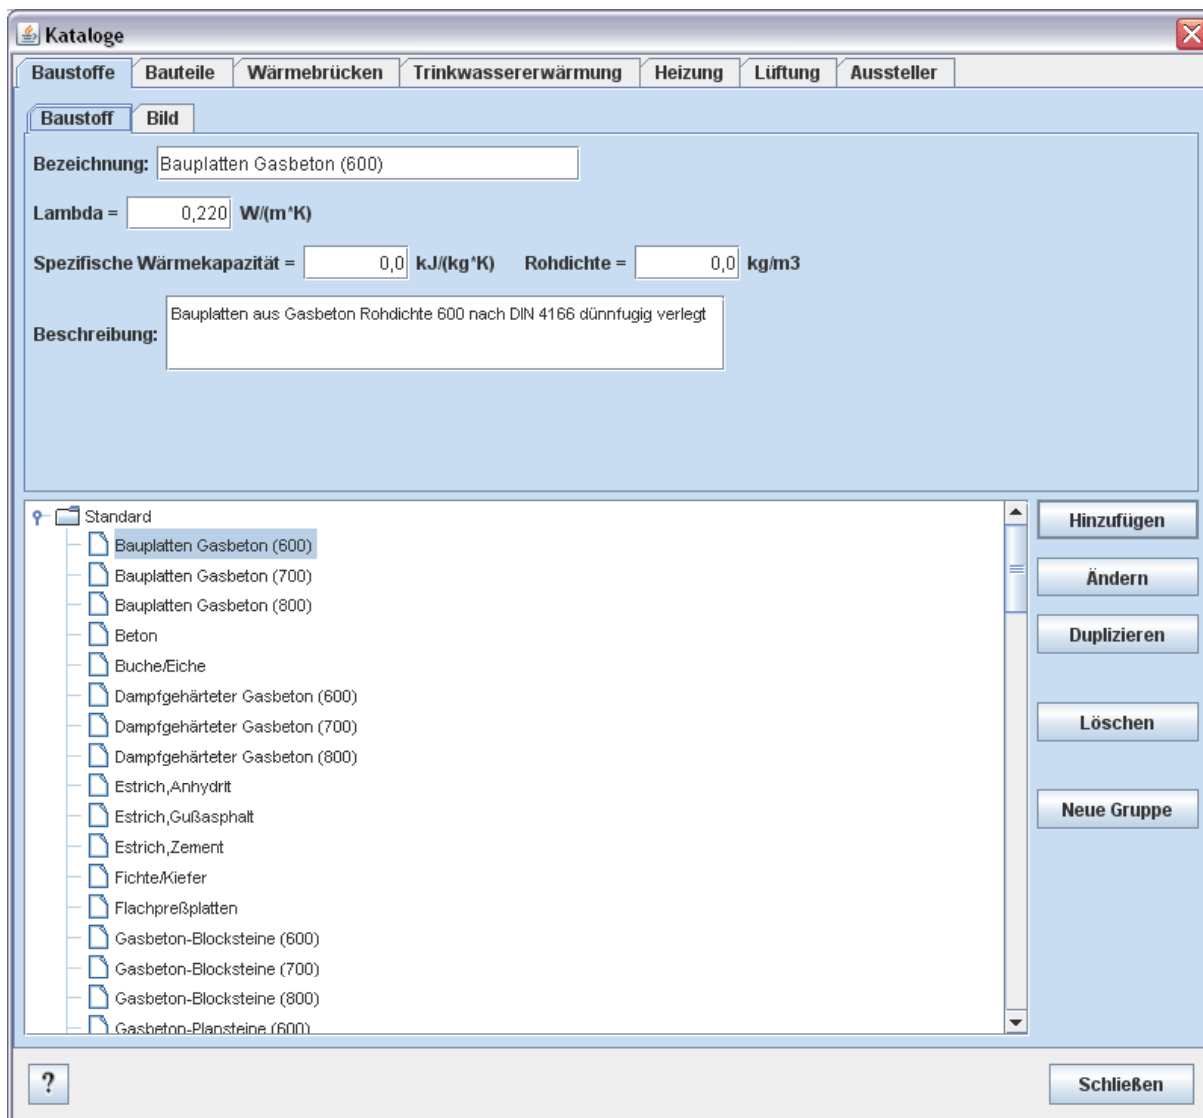 Kataloge
Baustoffe Bauteile Wärmebrücken Trinkwassererwärmung Heizung Lüftung Aussteller
Baustoff Bild
Bezeichnung: Bauplatten Gasbeton (600)
Lambda = 0,220 W/(m*K)
Spezifische Wärmekapazität = 0,0 kJ/(kg*K) Rohdichte = 0,0 kg/m3
Beschreibung: Bauplatten aus Gasbeton Rohdichte 600 nach DIN 4166 dünnfugig verlegt
Standard
Bauplatten Gasbeton (600)
Bauplatten Gasbeton (700)
Bauplatten Gasbeton (800)
Beton
Buche/Eiche
Dampfgehärteter Gasbeton (600)
Dampfgehärteter Gasbeton (700)
Dampfgehärteter Gasbeton (800)
Estrich,Anhydrit
Estrich,Gußasphalt
Estrich,Zement
Fichte/Kiefer
Flachpreßplatten
Gasbeton-Blocksteine (600)
Gasbeton-Blocksteine (700)
Gasbeton-Blocksteine (800)
Gasbeton-Plansteine (600)
Hinzufügen
Ändern
Duplizieren
Löschen
Neue Gruppe
? Schließen